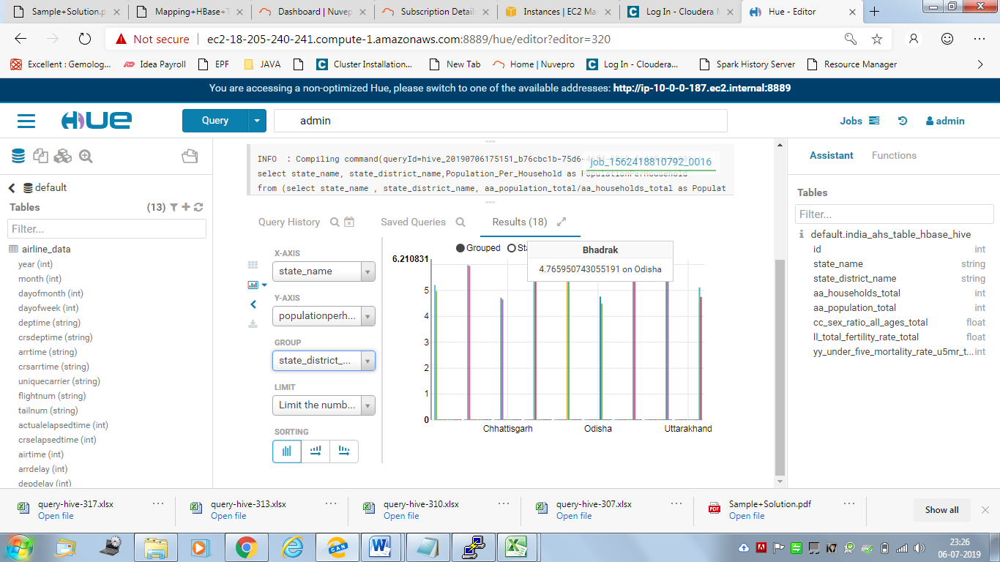 Sample+Solution.p
Mapping+HBase+T
Dashboard | Nuvep
Subscription Detail
Instances | EC2 Ma
Log In - Cloudera M
Hue - Editor
Not secure
ec2-18-205-240-241.compute-1.amazonaws.com:8889/hue/editor?editor=320
Excellent : Gemolog...
Idea Payroll
EPF
JAVA
Cluster Installation...
New Tab
Home | Nuvepro
Log In - Cloudera...
Spark History Server
Resource Manager
You are accessing a non-optimized Hue, please switch to one of the available addresses: http://ip-10-0-0-187.ec2.internal:8889
HUE
Query
admin
Jobs
admin
default
Tables
(13)
Filter...
airline_data
year (int)
month (int)
dayofmonth (int)
dayofweek (int)
deptime (string)
crsdeptime (string)
arrtime (string)
crsarrtime (string)
uniquecarrier (string)
flightnum (string)
tailnum (string)
actualelapsedtime (int)
crselapsedtime (int)
airtime (int)
arrdelay (int)
depdelay (int)
INFO : Compiling command(queryId=hive_20190706175151_b76cbc1b-75d6-
job_1562418810792_0016
select state_name, state_district_name,Population_Per_Household as PopulationPerHousehold
from (select state_name , state_district_name, aa_population_total/aa_households_total as Populat
Query History
Saved Queries
Results (18)
X-AXIS
state_name
Y-AXIS
populationperh...
GROUP
state_district_...
LIMIT
Limit the numb...
SORTING
Grouped
Sta
Bhadrak
4.765950743055191 on Odisha
6.210831
5
4
3
2
1
0
Chhattisgarh
Odisha
Uttarakhand
Assistant
Functions
Tables
Filter...
default.india_ahs_table_hbase_hive
id int
state_name string
state_district_name string
aa_households_total int
aa_population_total int
cc_sex_ratio_all_ages_total float
ll_total_fertility_rate_total float
yy_under_five_mortality_rate_u5mr_t... int
query-hive-317.xlsx
Open file
query-hive-313.xlsx
Open file
query-hive-310.xlsx
Open file
query-hive-307.xlsx
Open file
Sample+Solution.pdf
Open file
Show all
CAN
K7
23:26
06-07-2019